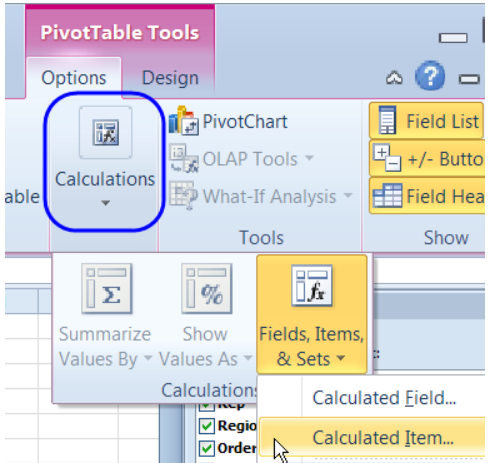 PivotTable Tools
Options Design
PivotChart Field List
OLAP Tools +/- Butto
Calculations
able What-If Analysis Field Hea
Tools Show
Summarize Show Fields, Items,
Values By Values As & Sets
Calculation
Calculated Field...
Rep
Regio
Calculated Item...
Order